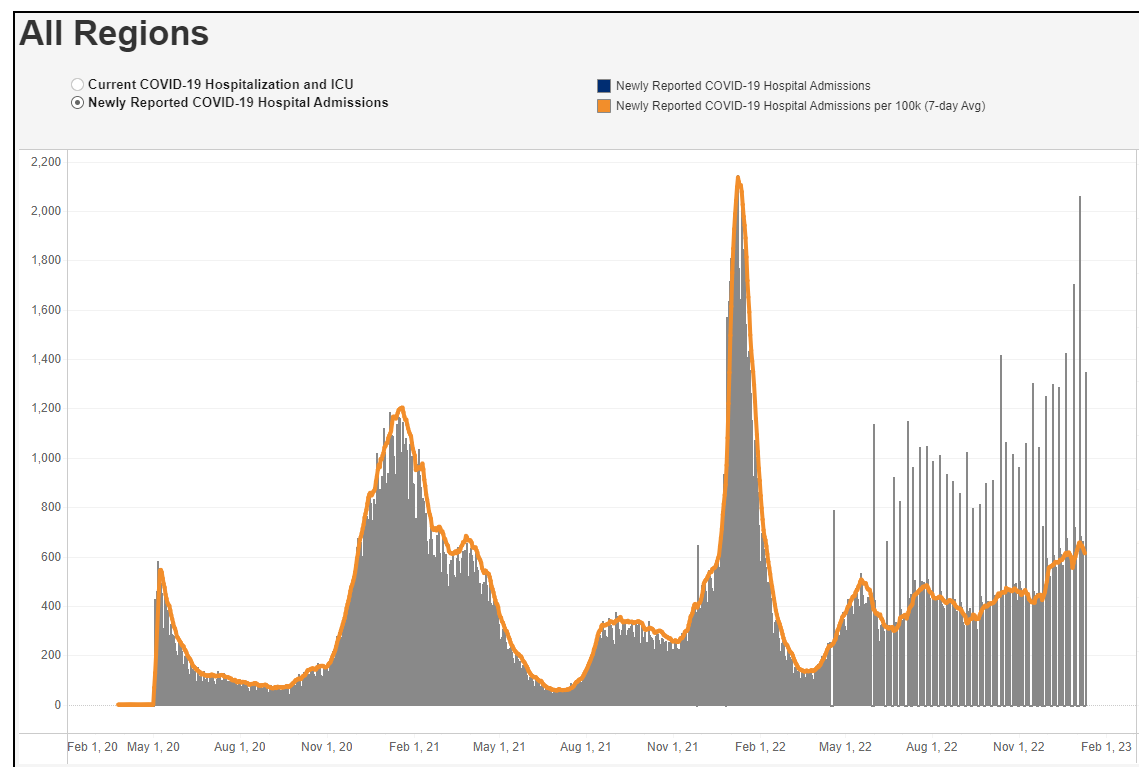 All Regions
Current COVID-19 Hospitalization and ICU
Newly Reported COVID-19 Hospital Admissions
Newly Reported COVID-19 Hospital Admissions
Newly Reported COVID-19 Hospital Admissions per 100k (7-day Avg)
2,200
2,000
1,800
1,600
1,400
1,200
1,000
800
600
400
200
0
Feb 1, 20 May 1, 20 Aug 1, 20 Nov 1, 20 Feb 1, 21 May 1, 21 Aug 1, 21 Nov 1, 21 Feb 1, 22 May 1, 22 Aug 1, 22 Nov 1, 22 Feb 1, 23